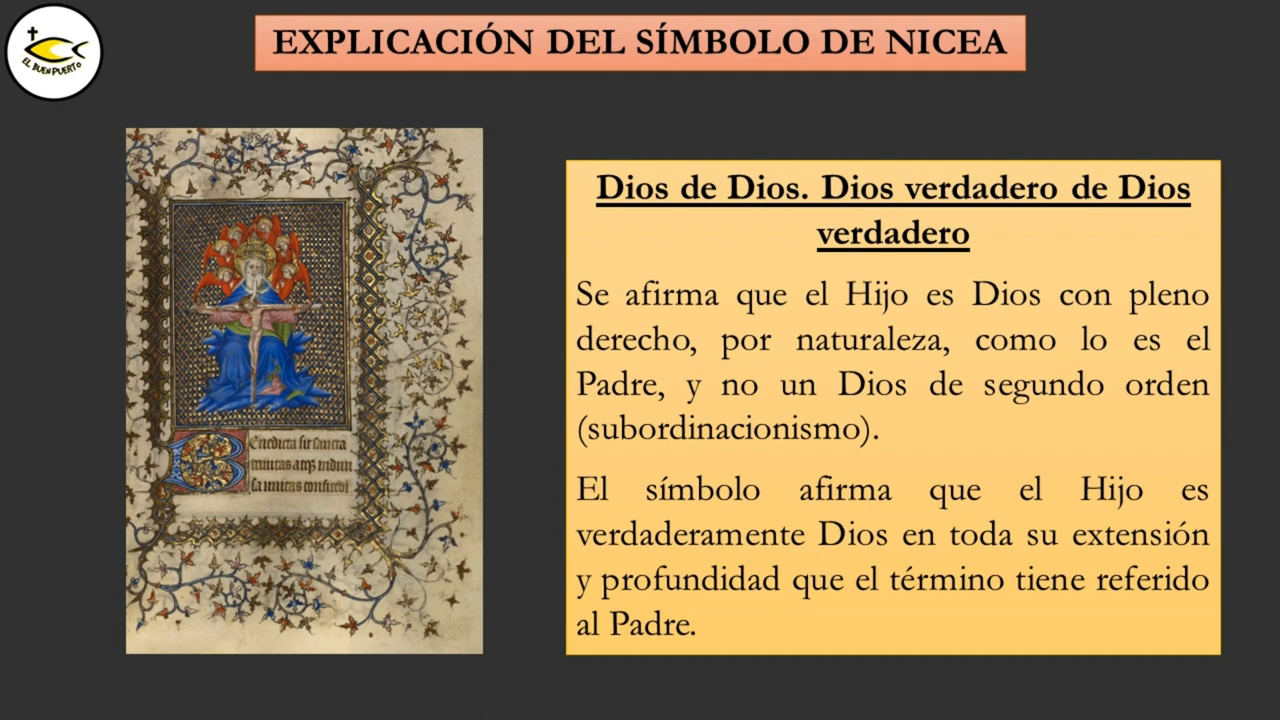 EL BUEN PUERTO
EXPLICACIÓN DEL SÍMBOLO DE NICEA
Dios de Dios. Dios verdadero de Dios
verdadero
Se afirma que el Hijo es Dios con pleno
derecho, por naturaleza, como lo es el
Padre, y no un Dios de segundo orden
(subordinacionismo).
El símbolo afirma que el Hijo es
verdaderamente Dios en toda su extensión
y profundidad que el término tiene referido
al Padre.
Benedicta sit sancta